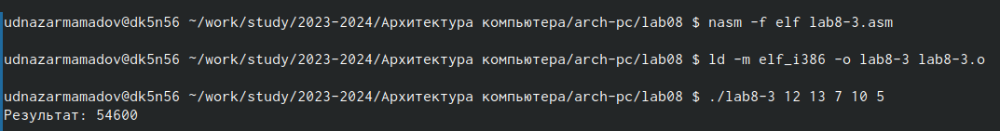 udnazarmamadov@dk5n56 ~/work/study/2023-2024/Архитектура компьютера/arch-pc/lab08 $ nasm -f elf lab8-3.asm
udnazarmamadov@dk5n56 ~/work/study/2023-2024/Архитектура компьютера/arch-pc/lab08 $ ld -m elf_i386 -o lab8-3 lab8-3.o
udnazarmamadov@dk5n56 ~/work/study/2023-2024/Архитектура компьютера/arch-pc/lab08 $ ./lab8-3 12 13 7 10 5
Результат: 54600